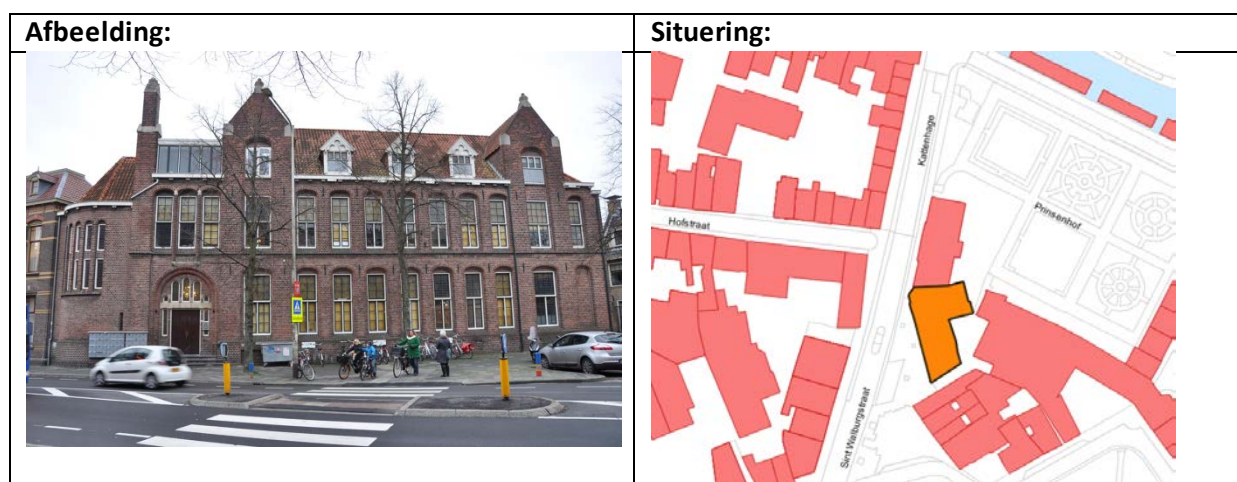 Afbeelding:
Situering:
Kattenhage
Hofstraat
Prinsenhof
Sint Walburgstraat